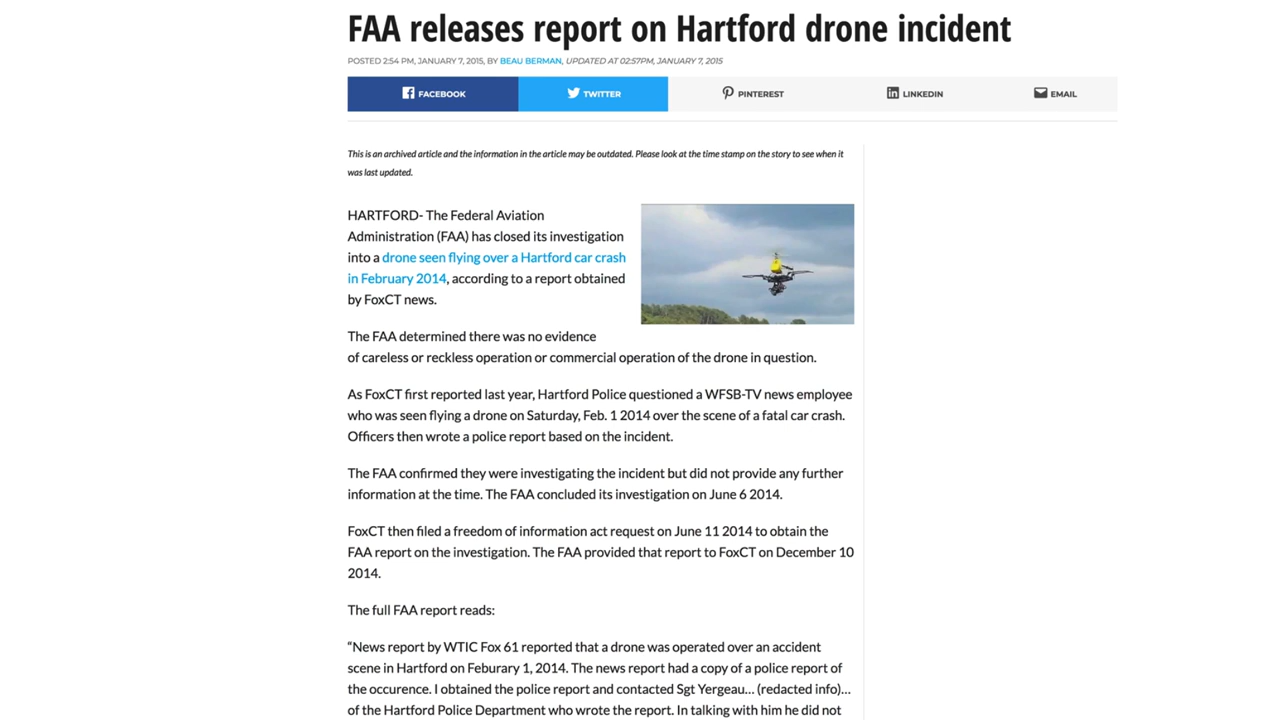 FAA releases report on Hartford drone incident
POSTED 2:54 PM, JANUARY 7, 2015, BY BEAU BERMAN, UPDATED AT 02:57PM, JANUARY 7, 2015
FACEBOOK TWITTER PINTEREST LINKEDIN EMAIL
This is an archived article and the information in the article may be outdated. Please look at the time stamp on the story to see when it
was last updated.
HARTFORD- The Federal Aviation
Administration (FAA) has closed its investigation
into a drone seen flying over a Hartford car crash
in February 2014, according to a report obtained
by FoxCT news.
The FAA determined there was no evidence
of careless or reckless operation or commercial operation of the drone in question.
As FoxCT first reported last year, Hartford Police questioned a WFSB-TV news employee
who was seen flying a drone on Saturday, Feb. 1 2014 over the scene of a fatal car crash.
Officers then wrote a police report based on the incident.
The FAA confirmed they were investigating the incident but did not provide any further
information at the time. The FAA concluded its investigation on June 6 2014.
FoxCT then filed a freedom of information act request on June 11 2014 to obtain the
FAA report on the investigation. The FAA provided that report to FoxCT on December 10
2014.
The full FAA report reads:
“News report by WTIC Fox 61 reported that a drone was operated over an accident
scene in Hartford on Feburary 1, 2014. The news report had a copy of a police report of
the occurence. I obtained the police report and contacted Sgt Yergeau… (redacted info)…
of the Hartford Police Department who wrote the report. In talking with him he did not